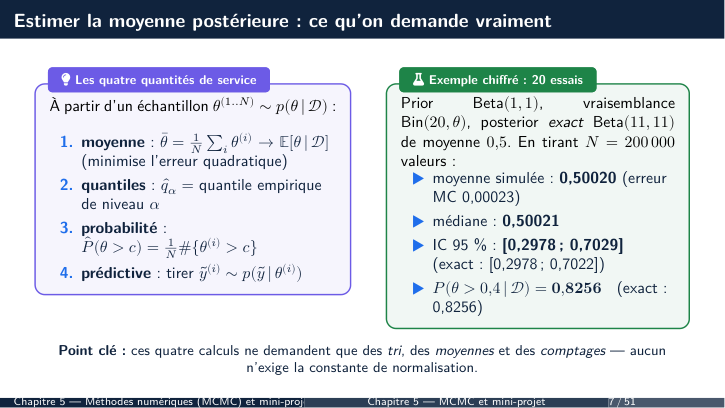 Estimer la moyenne postérieure : ce qu'on demande vraiment
Les quatre quantités de service
À partir d'un échantillon θ^(1..N) ∼ p(θ | 𝒟) :
1. moyenne : θ̄ = 1/N ∑_i θ^(i) → 𝔼[θ | 𝒟]
(minimise l'erreur quadratique)
2. quantiles : q̂_α = quantile empirique
de niveau α
3. probabilité :
P̂(θ > c) = 1/N #{θ^(i) > c}
4. prédictive : tirer ỹ^(i) ∼ p(ỹ | θ^(i))
Exemple chiffré : 20 essais
Prior Beta(1, 1), vraisemblance
Bin(20, θ), posterior exact Beta(11, 11)
de moyenne 0,5. En tirant N = 200 000
valeurs :
▶ moyenne simulée : 0,50020 (erreur
MC 0,00023)
▶ médiane : 0,50021
▶ IC 95 % : [0,2978 ; 0,7029]
(exact : [0,2978 ; 0,7022])
▶ P(θ > 0,4 | 𝒟) = 0,8256 (exact :
0,8256)
Point clé : ces quatre calculs ne demandent que des tri, des moyennes et des comptages — aucun
n'exige la constante de normalisation.
Chapitre 5 — Méthodes numériques (MCMC) et mini-proj
Chapitre 5 — MCMC et mini-projet
7 / 51